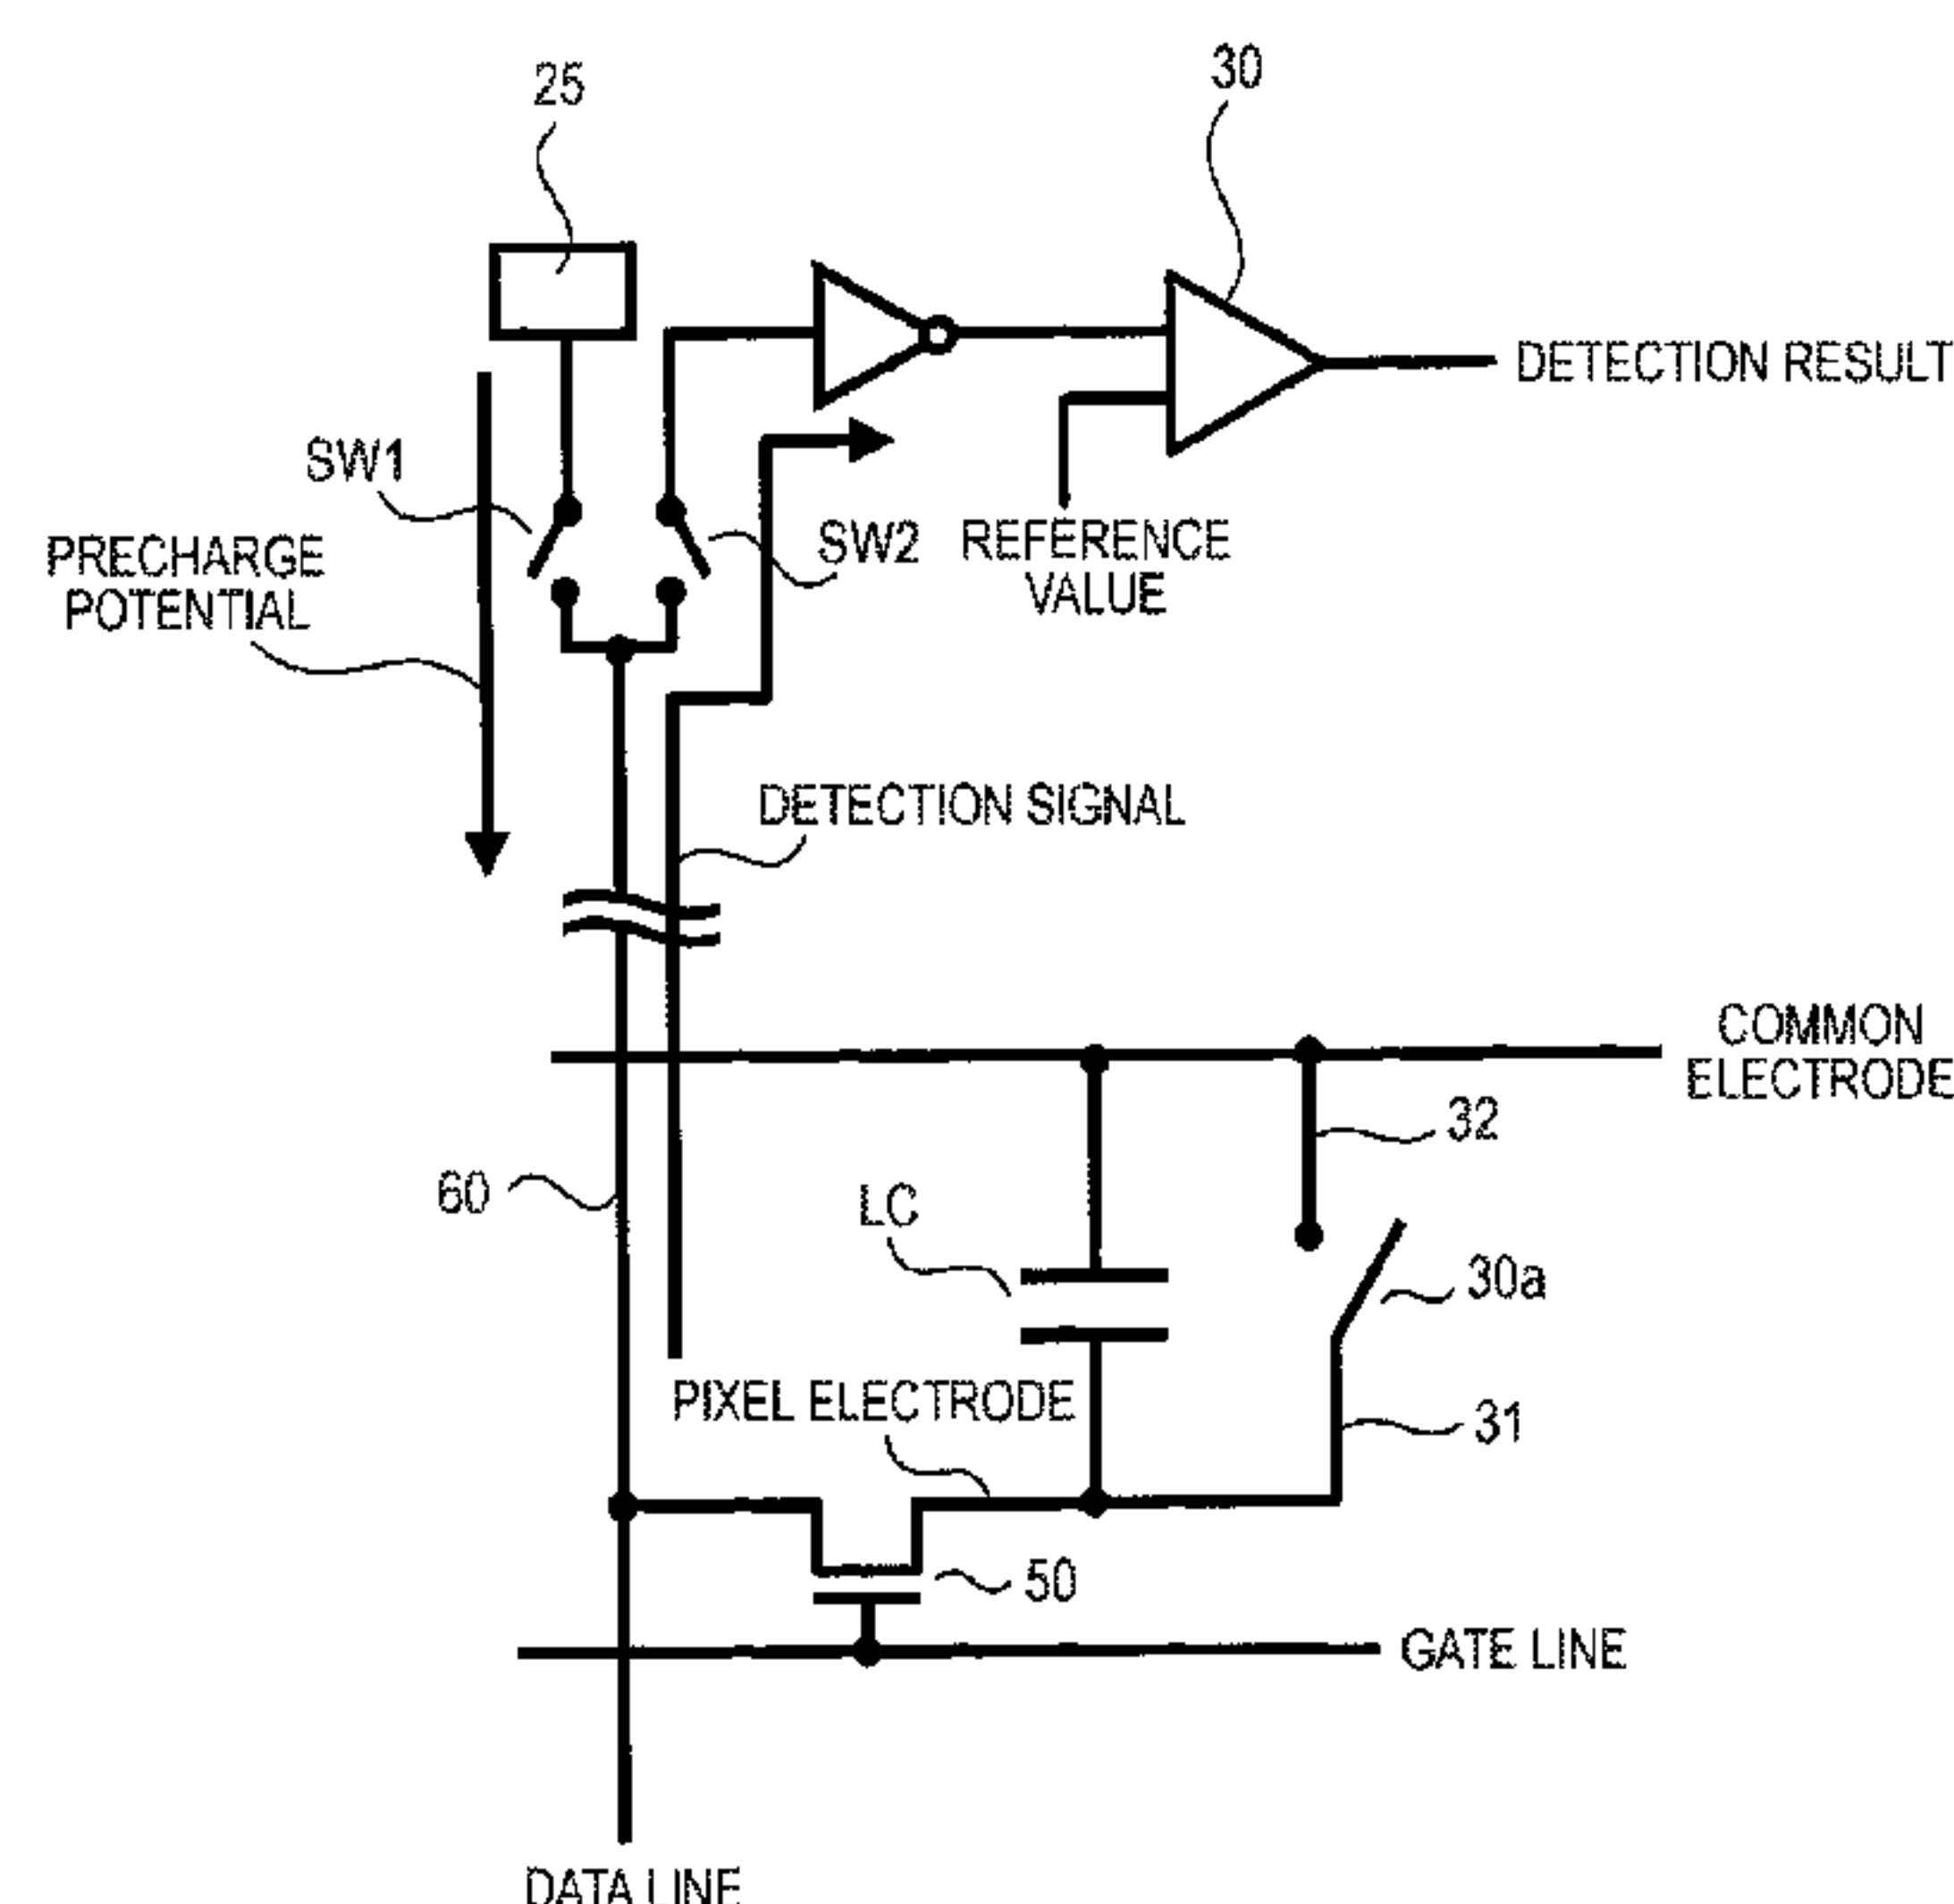 25
30
DETECTION RESULT
SW1
SW2
REFERENCE
VALUE
PRECHARGE
POTENTIAL
DETECTION SIGNAL
COMMON
ELECTRODE
32
60
LC
30a
PIXEL ELECTRODE
31
50
GATE LINE
DATA LINE